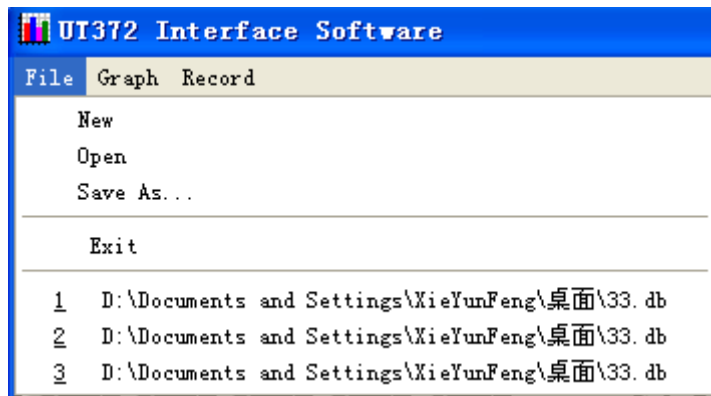 UT372 Interface Software
File Graph Record
New
Open
Save As...
Exit
1 D:\Documents and Settings\XieYunFeng\桌面\33.db
2 D:\Documents and Settings\XieYunFeng\桌面\33.db
3 D:\Documents and Settings\XieYunFeng\桌面\33.db